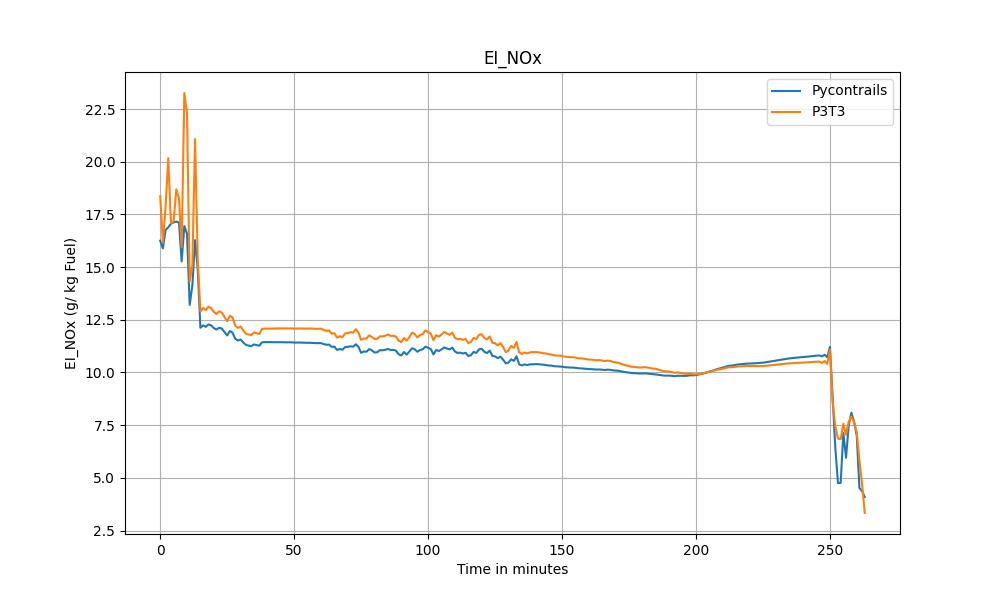 EI_NOx
Pycontrails
P3T3
EI_NOx (g/ kg Fuel)
22.5
20.0
17.5
15.0
12.5
10.0
7.5
5.0
2.5
0 50 100 150 200 250
Time in minutes